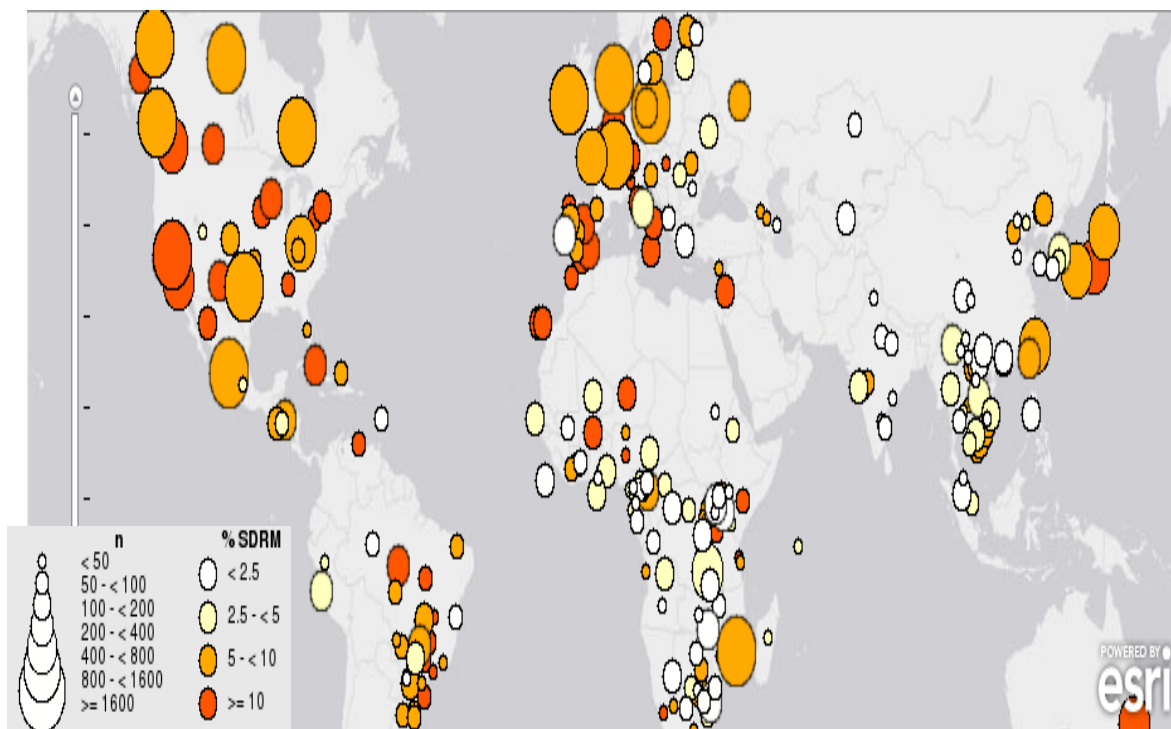 n
< 50
50 - < 100
100 - < 200
200 - < 400
400 - < 800
800 - < 1600
>= 1600
% SDRM
< 2.5
2.5 - < 5
5 - < 10
>= 10
POWERED BY
esri